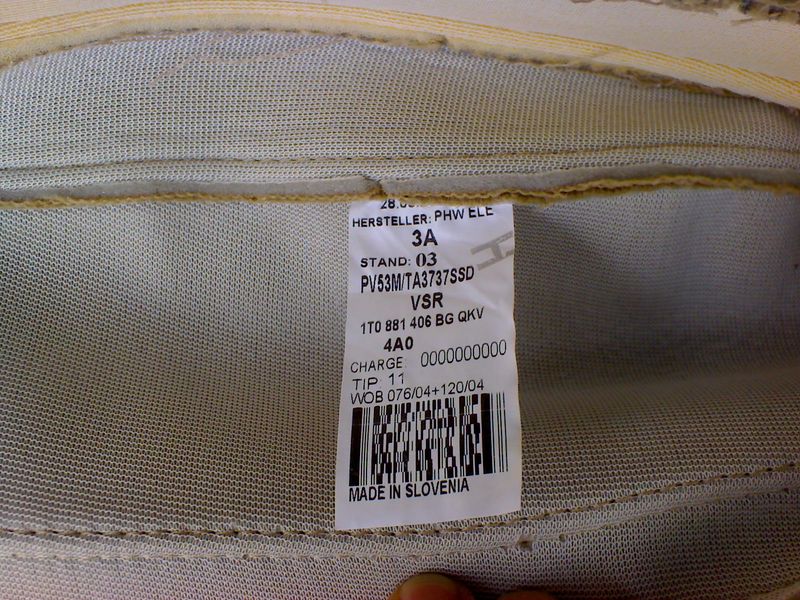 HERSTELLER: PHW ELE
3A
STAND: 03
PV53M/TA3737SSD
VSR
1T0 881 406 BG QKV
4A0
CHARGE: 0000000000
TIP: 11
WOB 076/04+120/04
MADE IN SLOVENIA